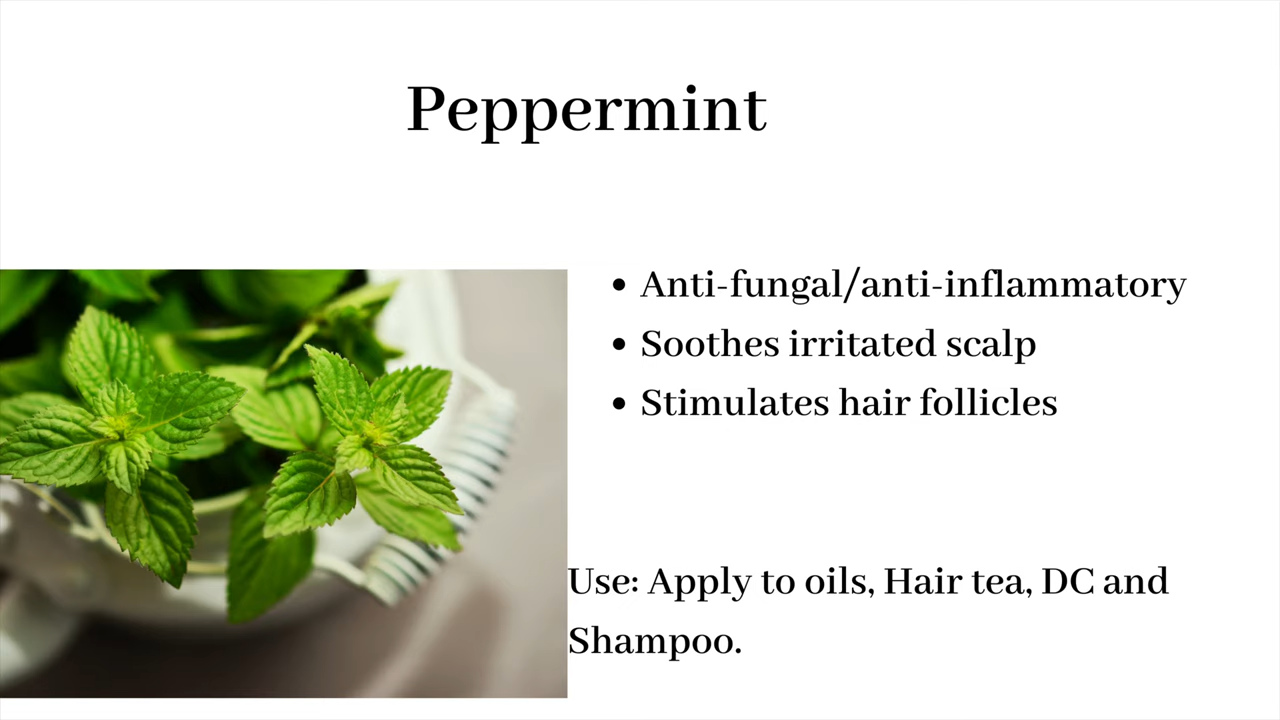 Peppermint
• Anti-fungal/anti-inflammatory
• Soothes irritated scalp
• Stimulates hair follicles
Use: Apply to oils, Hair tea, DC and
Shampoo.